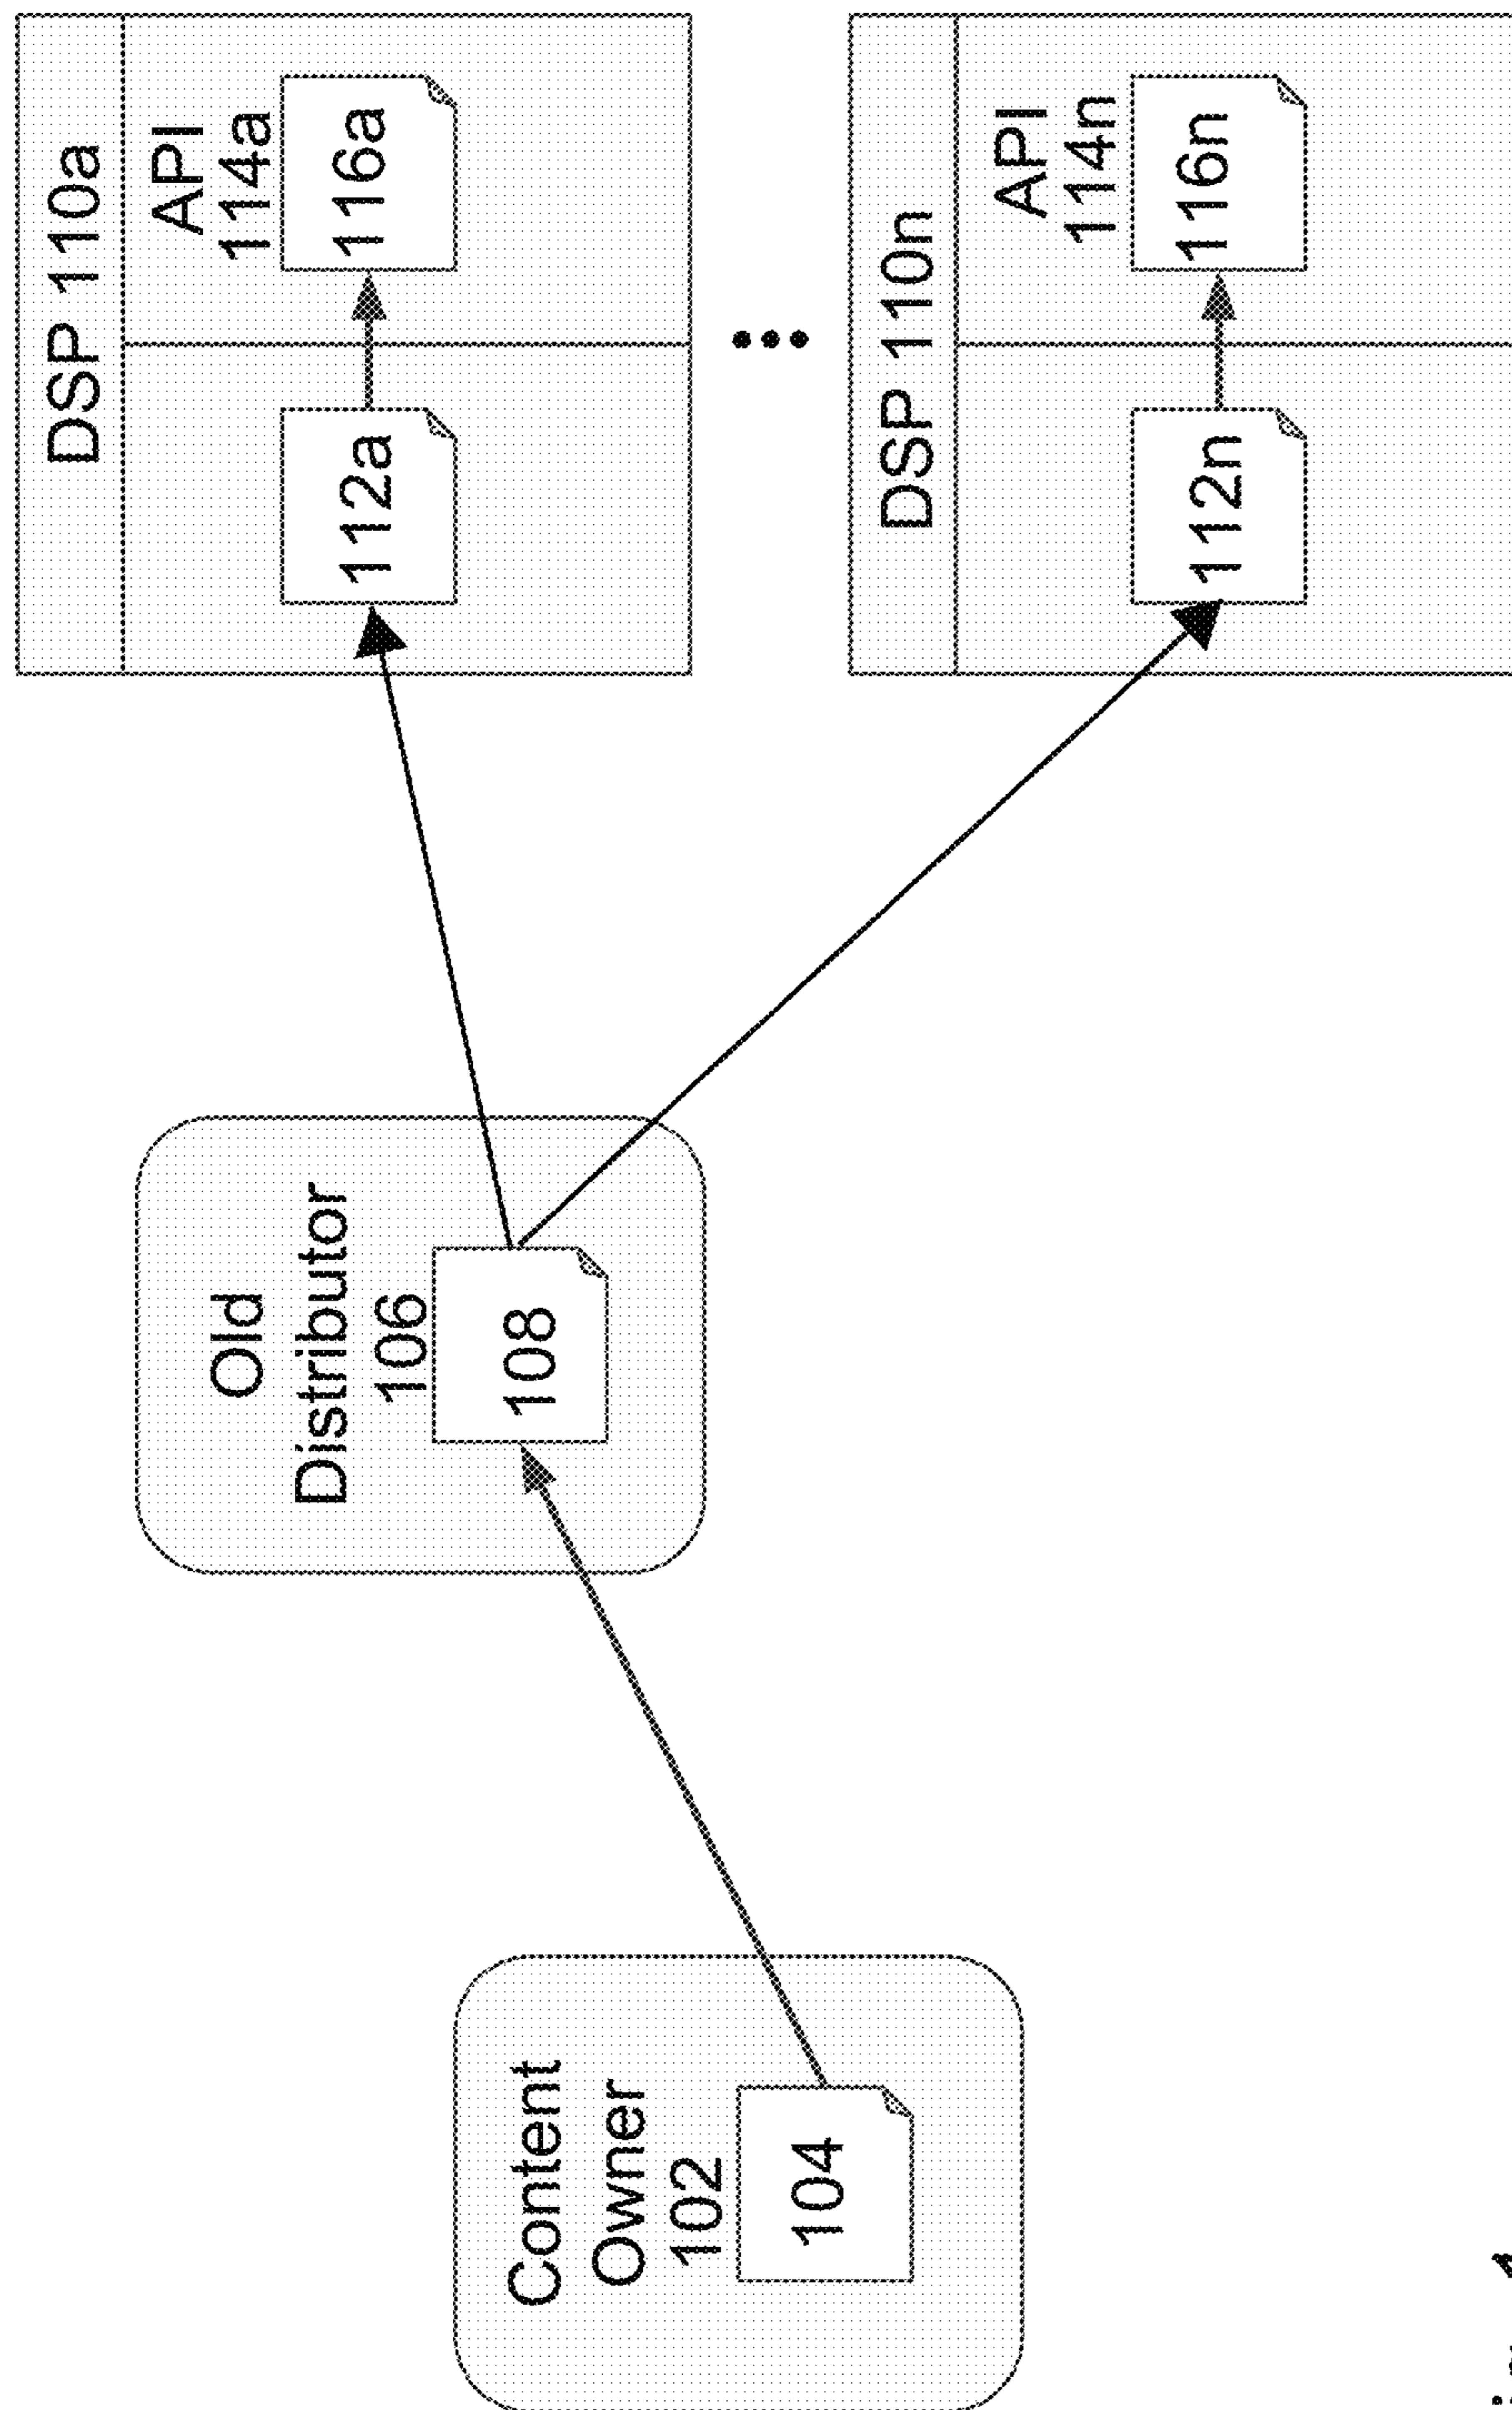 Content
Owner
102
104
Old
Distributor
106
108
DSP 110a
112a
API
114a
116a
DSP 110n
112n
API
114n
116n